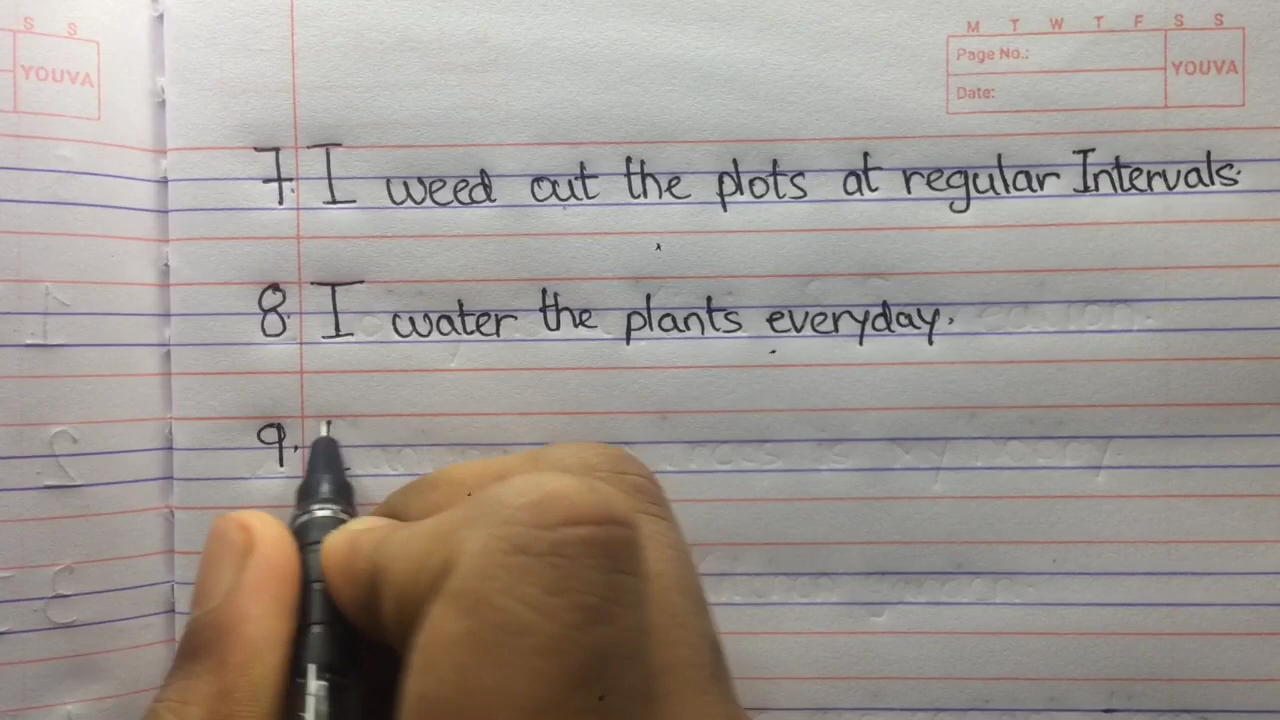 S S
YOUVA
M T W T F S S
Page No.:
YOUVA
Date:
7. I weed out the plots at regular Intervals.
8. I water the plants everyday.
9.